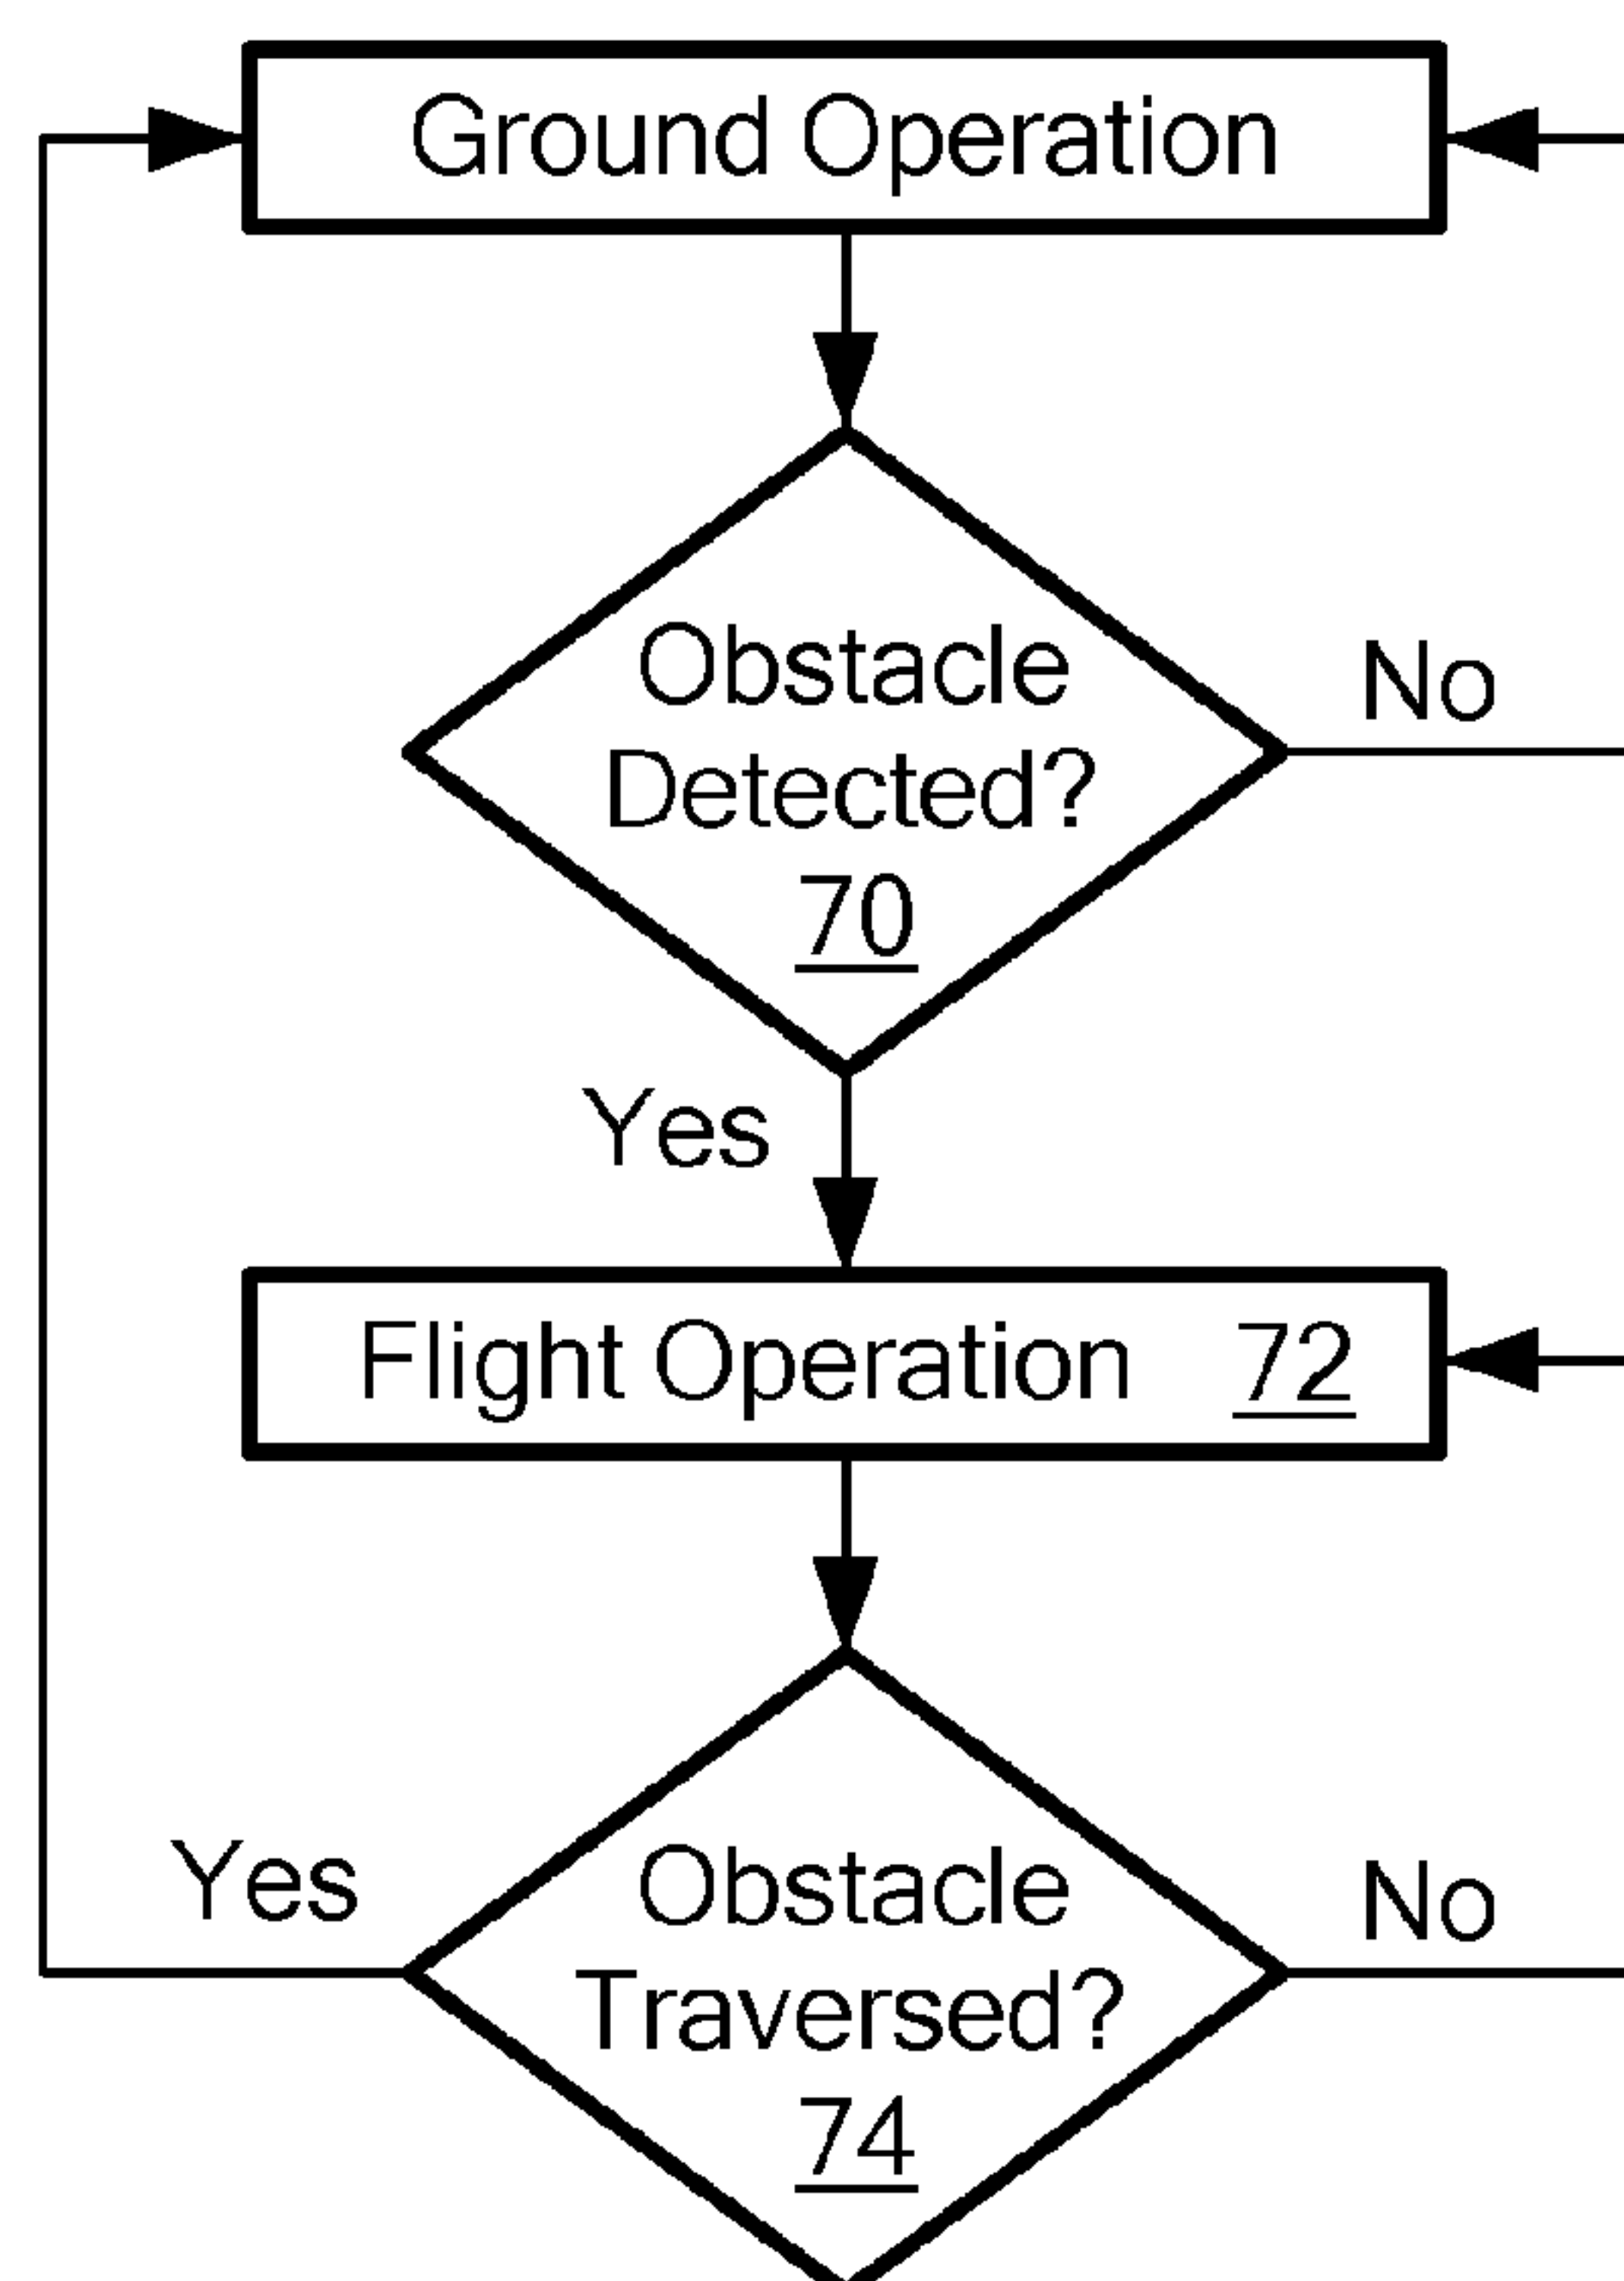 Ground Operation
Obstacle
Detected?
70
No
Yes
Flight Operation 72
Yes
Obstacle
Traversed?
74
No